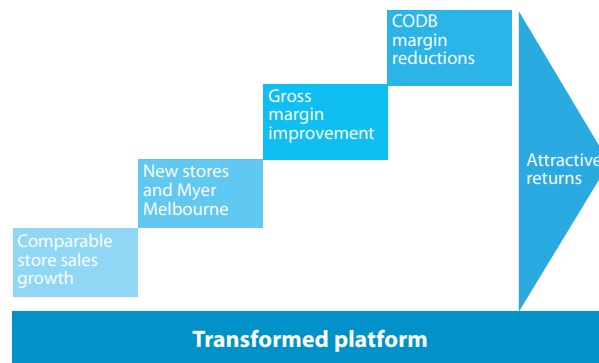 CODB
margin
reductions
Gross
margin
improvement
New stores
and Myer
Melbourne
Comparable
store sales
growth
Attractive
returns
Transformed platform